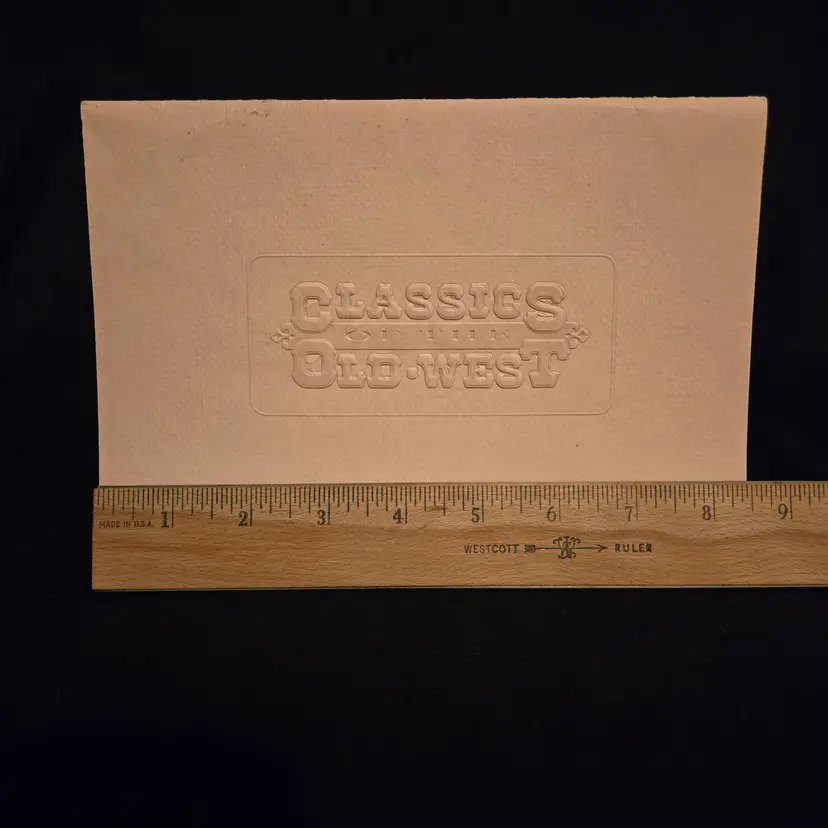 CLASSICS
OF THE
OLD·WEST
1 2 3 4 5 6 7 8 9
MADE IN U.S.A.
WESTCOTT RULER